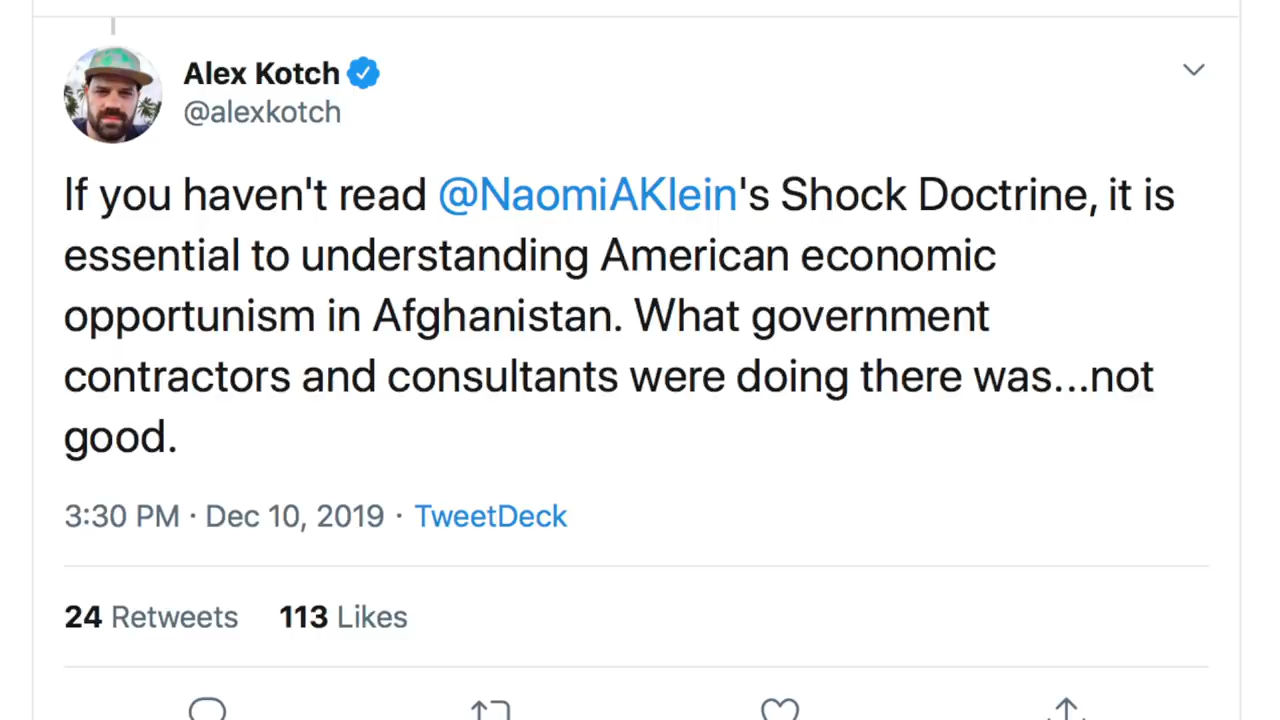 Alex Kotch
@alexkotch
If you haven't read @NaomiAKlein's Shock Doctrine, it is
essential to understanding American economic
opportunism in Afghanistan. What government
contractors and consultants were doing there was...not
good.
3:30 PM · Dec 10, 2019 · TweetDeck
24 Retweets 113 Likes